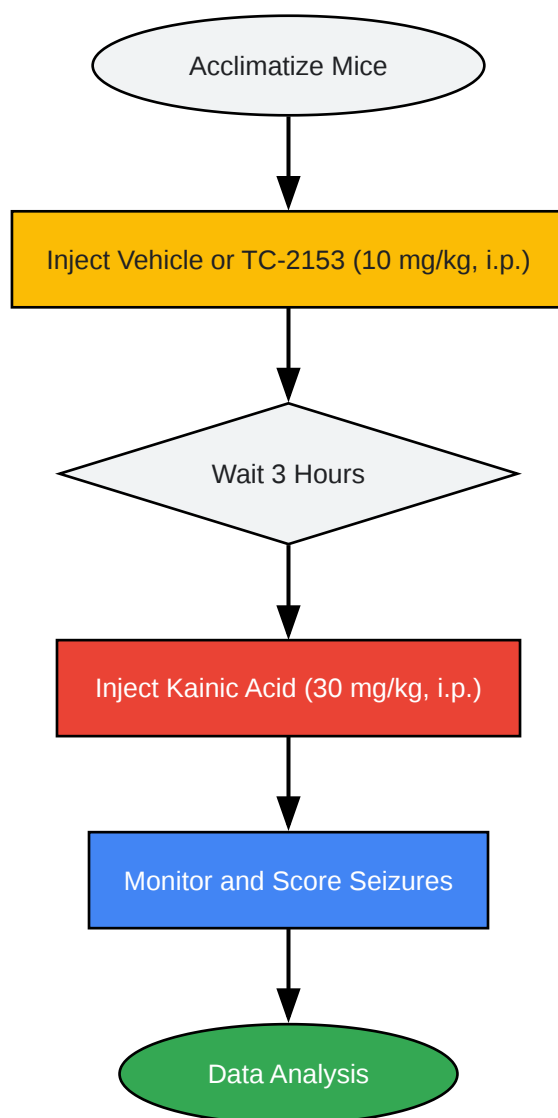 Acclimatize Mice
Inject Vehicle or TC-2153 (10 mg/kg, i.p.)
Wait 3 Hours
Inject Kainic Acid (30 mg/kg, i.p.)
Monitor and Score Seizures
Data Analysis